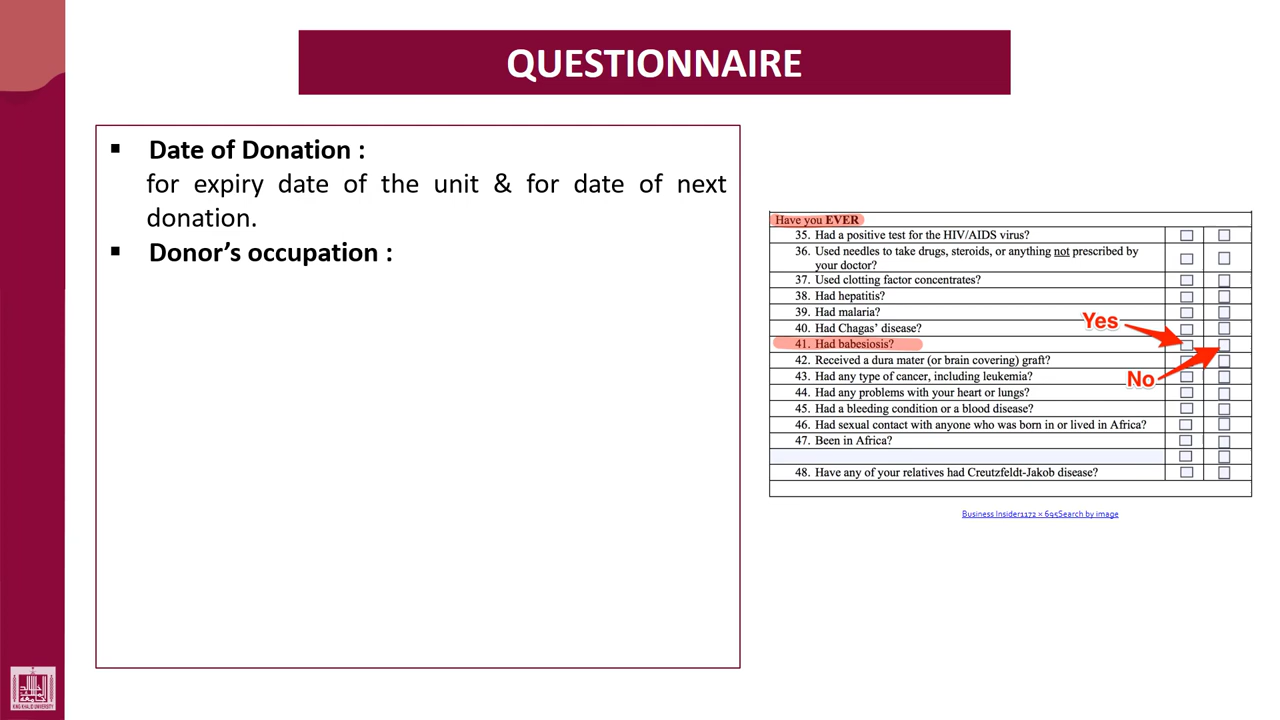 QUESTIONNAIRE
▪ Date of Donation :
for expiry date of the unit & for date of next
donation.
▪ Donor’s occupation :
Have you EVER
35. Had a positive test for the HIV/AIDS virus?
36. Used needles to take drugs, steroids, or anything not prescribed by
your doctor?
37. Used clotting factor concentrates?
38. Had hepatitis?
39. Had malaria?
40. Had Chagas’ disease?
41. Had babesiosis?
42. Received a dura mater (or brain covering) graft?
43. Had any type of cancer, including leukemia?
44. Had any problems with your heart or lungs?
45. Had a bleeding condition or a blood disease?
46. Had sexual contact with anyone who was born in or lived in Africa?
47. Been in Africa?
48. Have any of your relatives had Creutzfeldt-Jakob disease?
Yes
No
Business Insider1172 × 695Search by image
KING KHALID UNIVERSITY